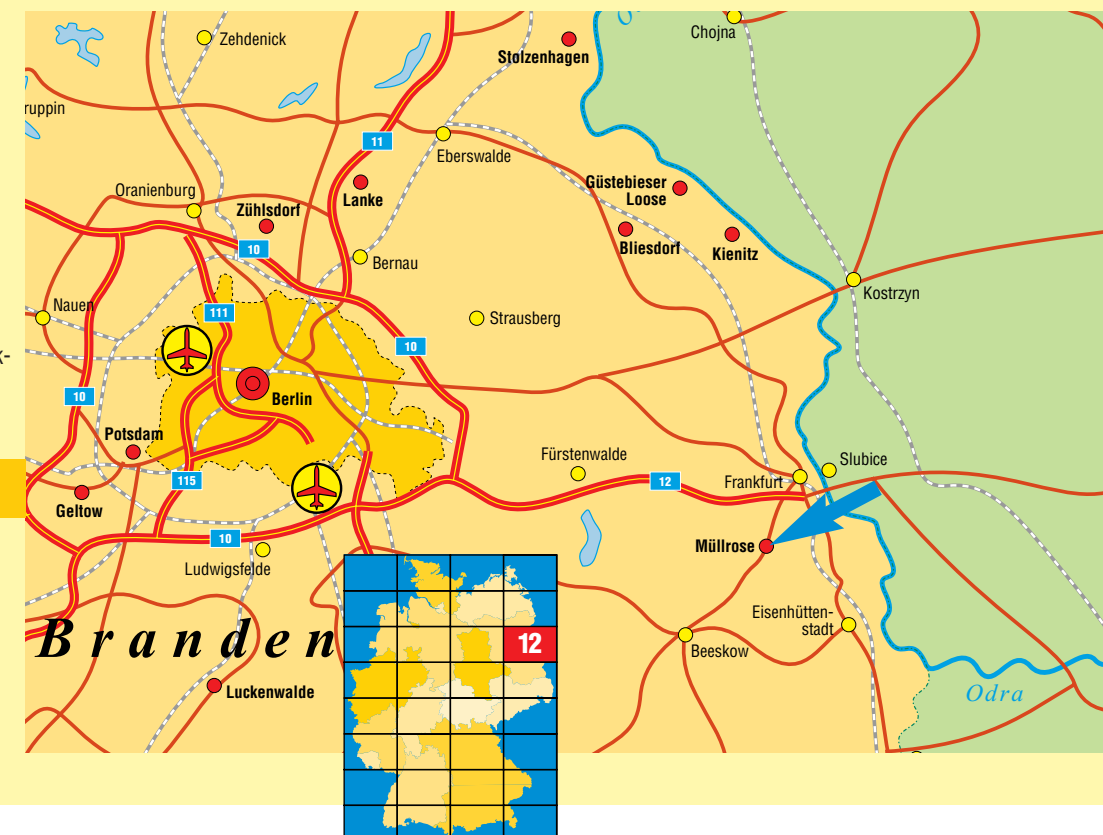 Zehdenick
Stolzenhagen
Chojna
ruppin
11
Eberswalde
Oranienburg
Zühlsdorf
Lanke
Güstebieser
Loose
10
Bliesdorf
Kienitz
Bernau
Kostrzyn
Nauen
111
Strausberg
k-
10
10
Berlin
Potsdam
Fürstenwalde
Slubice
115
12
Frankfurt
Geltow
10
Müllrose
Ludwigsfelde
Eisenhütten-
stadt
Branden
12
Beeskow
Luckenwalde
Odra